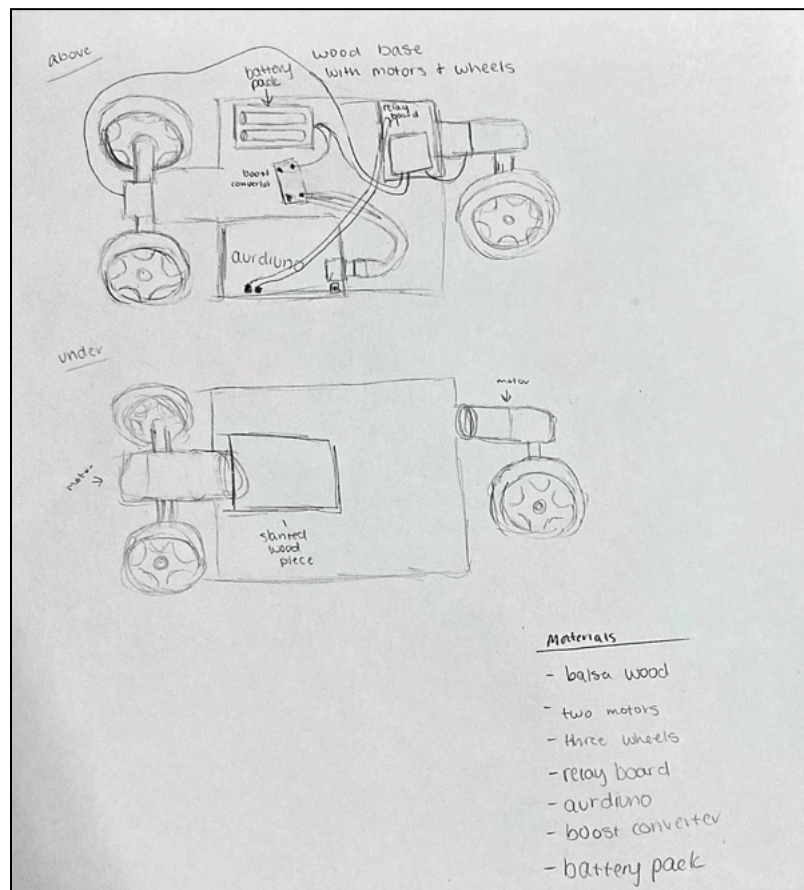 above
wood base
with motors + wheels
battery
pack
relay
board
boost
convertor
aurdiuno
under
motor
motor
slanted
wood
piece
Materials
- balsa wood
- two motors
- three wheels
- relay board
- aurdiuno
- boost converter
- battery pack